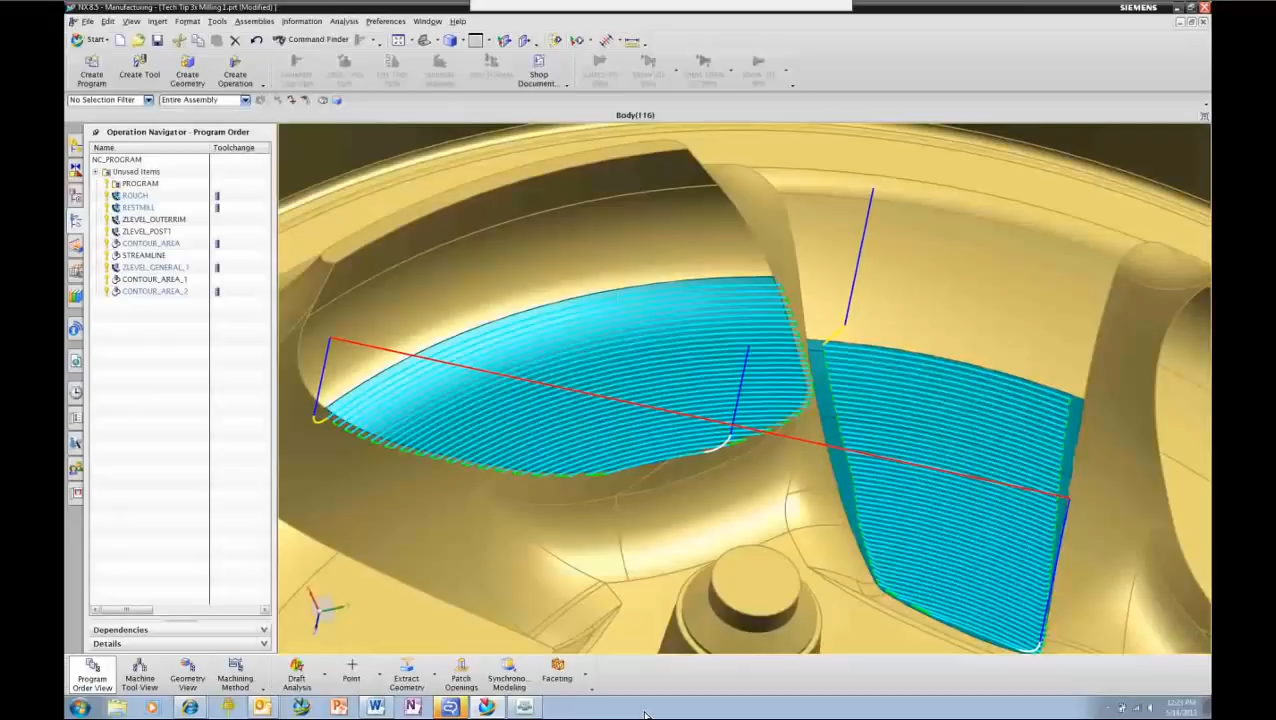 NX 8.5 - Manufacturing - [Tech Tip 3x Milling1.prt (Modified) ]
SIEMENS
File Edit View Insert Format Tools Assemblies Information Analysis Preferences Window Help
Start Command Finder
Create Program
Create Tool
Create Geometry
Create Operation
Shop Document...
No Selection Filter Entire Assembly
Body(116)
Operation Navigator - Program Order
Name Toolchange
NC_PROGRAM
Unused Items
PROGRAM
ROUGH
RESTMILL
ZLEVEL_OUTERRIM
ZLEVEL_POST1
CONTOUR_AREA
STREAMLINE
ZLEVEL_GENERAL_1
CONTOUR_AREA_1
CONTOUR_AREA_2
Dependencies
Details
Program Order View
Machine Tool View
Geometry View
Machining Method
Draft Analysis
Point
Extract Geometry
Patch Openings
Synchrono... Modeling
Faceting